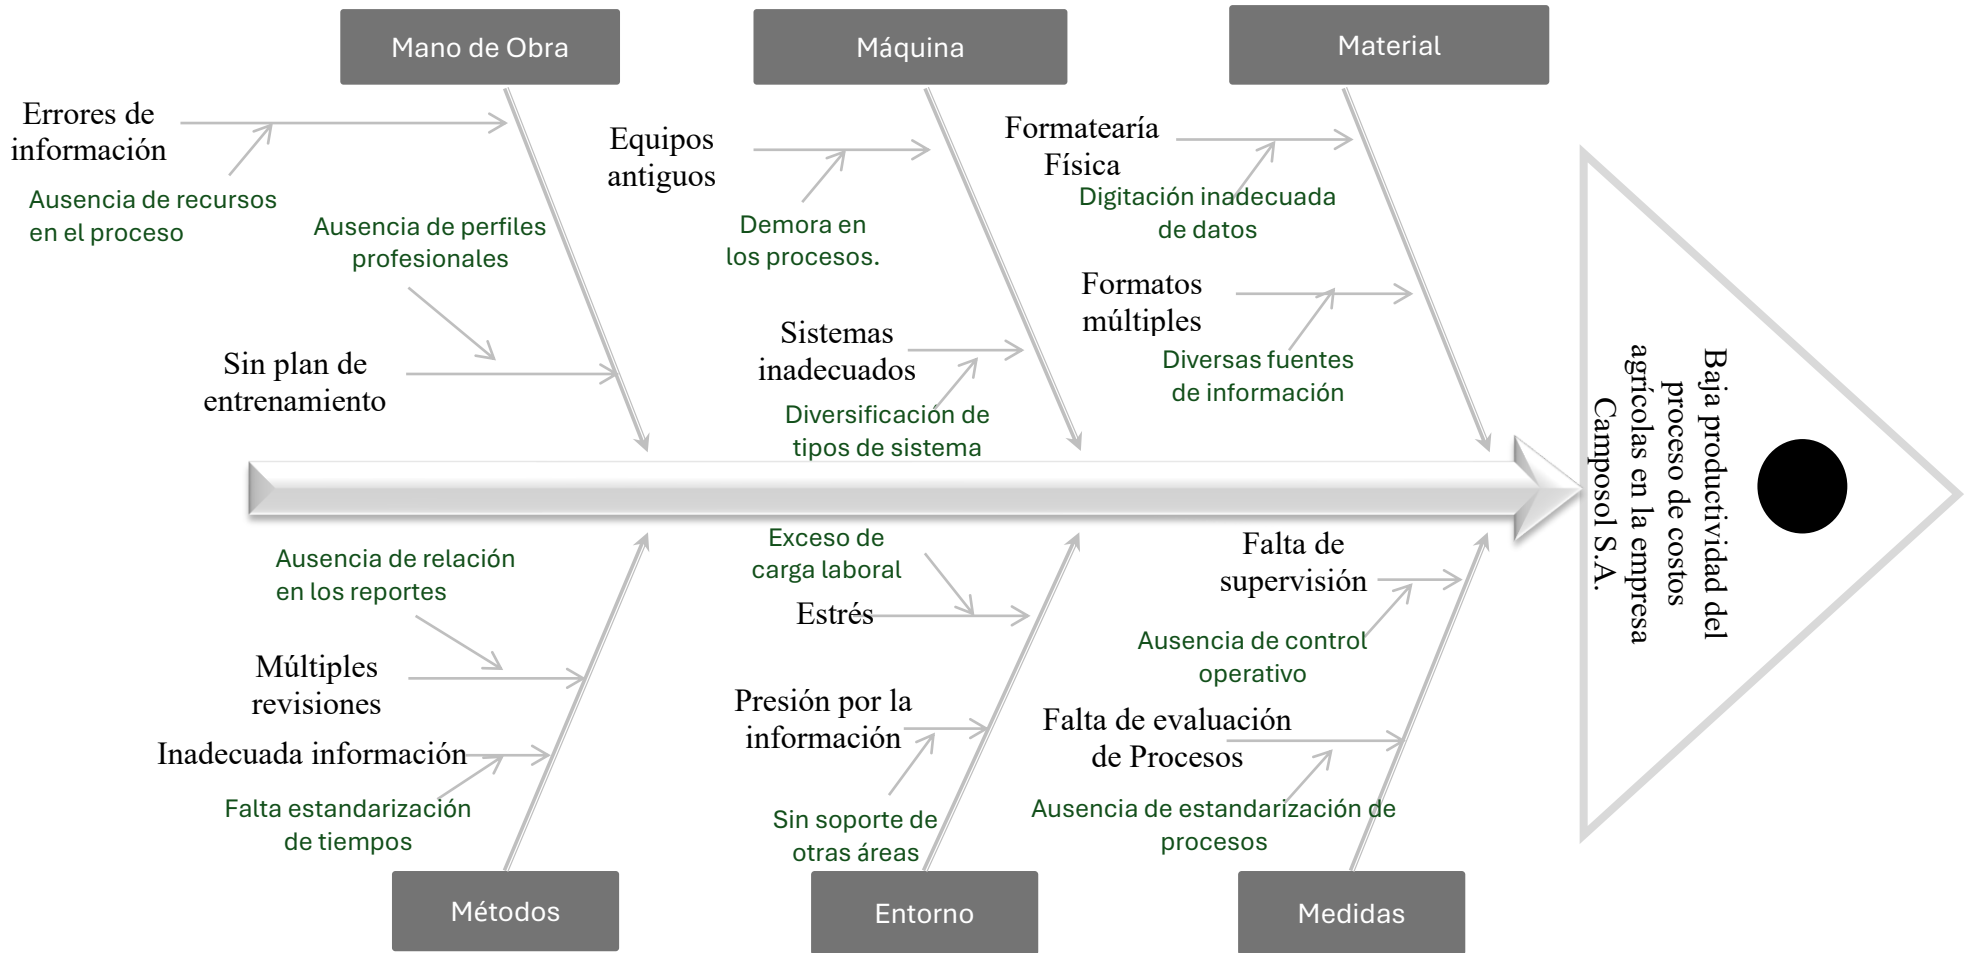 Mano de Obra
Máquina
Material
Errores de
información
Ausencia de recursos
en el proceso
Ausencia de perfiles
profesionales
Sin plan de
entrenamiento
Equipos
antiguos
Demora en
los procesos.
Sistemas
inadecuados
Diversificación de
tipos de sistema
Formatearía
Física
Digitación inadecuada
de datos
Formatos
múltiples
Diversas fuentes
de información
Baja productividad del
proceso de costos
agrícolas en la empresa
Camposol S.A.
Ausencia de relación
en los reportes
Múltiples
revisiones
Inadecuada información
Falta estandarización
de tiempos
Exceso de
carga laboral
Estrés
Presión por la
información
Sin soporte de
otras áreas
Falta de
supervisión
Ausencia de control
operativo
Falta de evaluación
de Procesos
Ausencia de estandarización de
procesos
Métodos
Entorno
Medidas